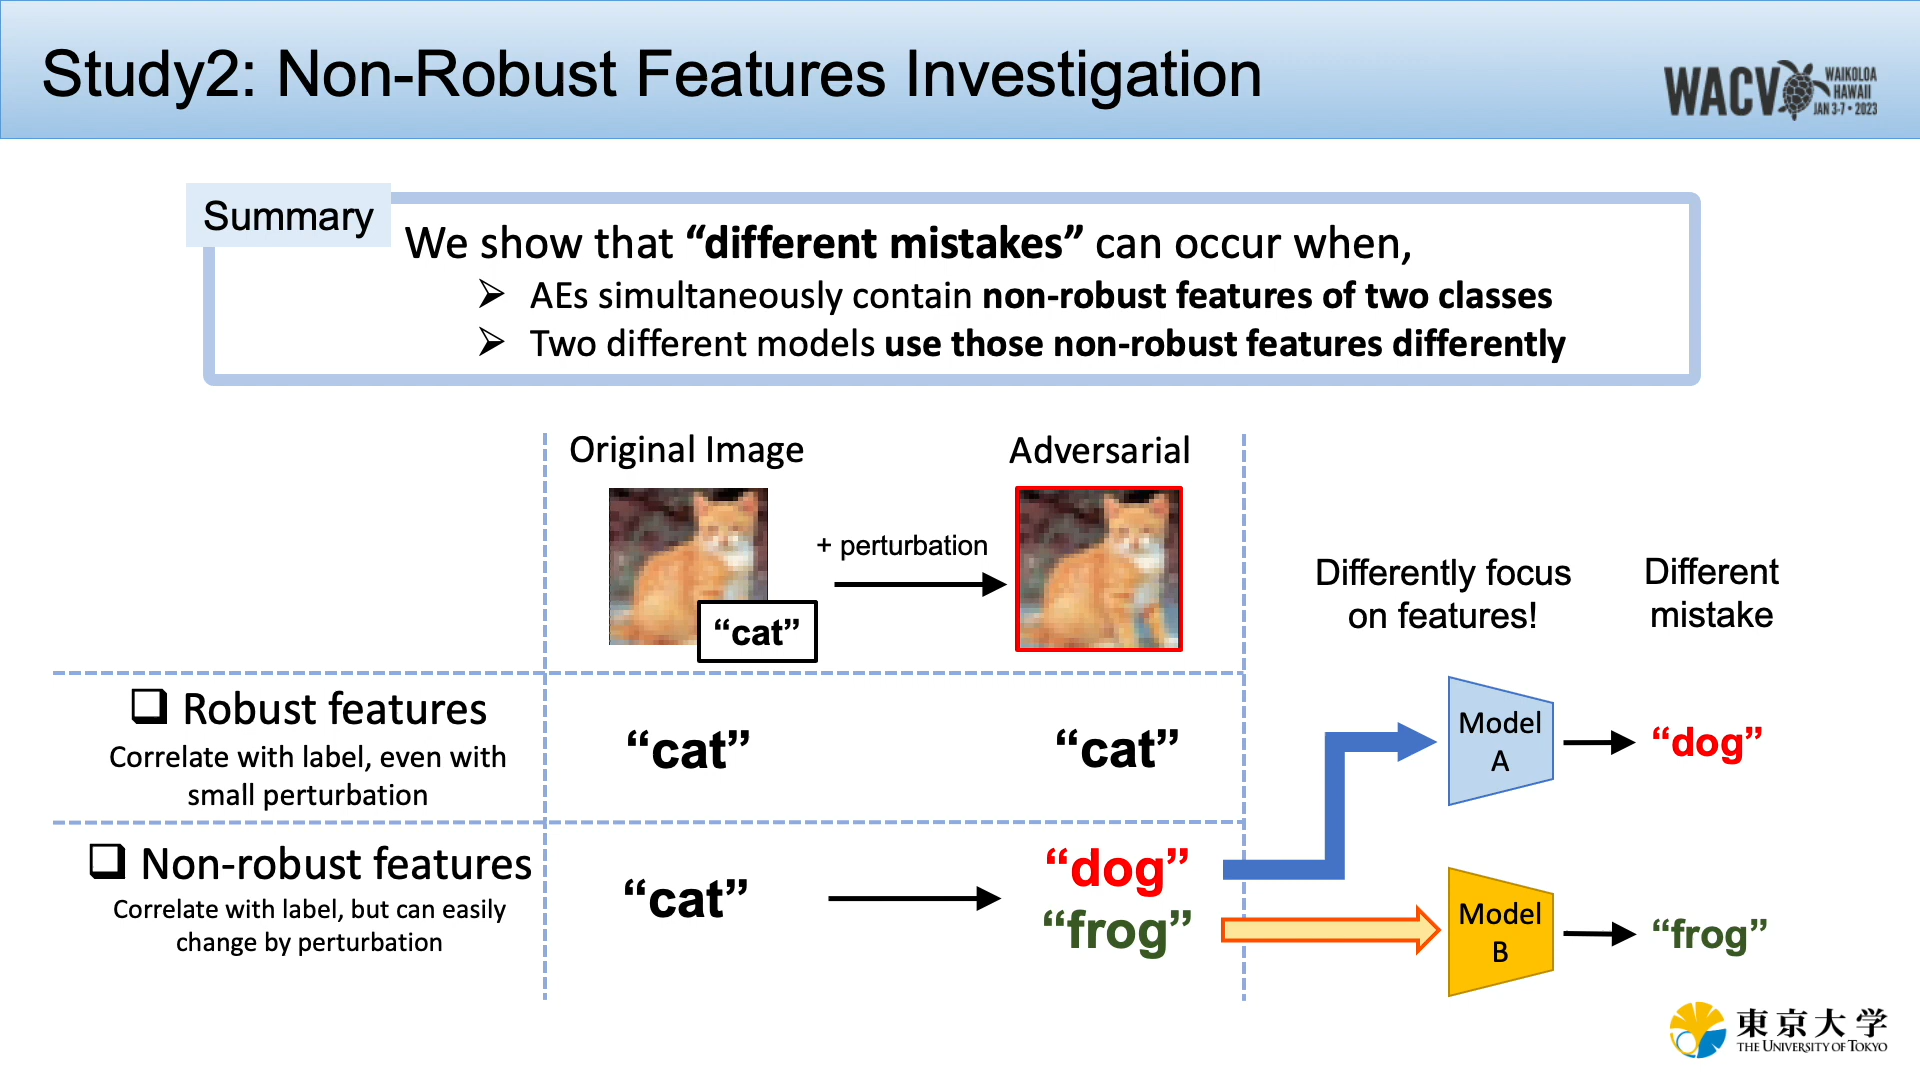 Study2: Non-Robust Features Investigation
WACV
WAIKOLOA
HAWAII
JAN 3-7 • 2023
Summary
We show that “different mistakes” can occur when,
➢ AEs simultaneously contain non-robust features of two classes
➢ Two different models use those non-robust features differently
Original Image
Adversarial
+ perturbation
“cat”
Differently focus
on features!
Different
mistake
❑ Robust features
Correlate with label, even with
small perturbation
“cat”
“cat”
Model
A
“dog”
❑ Non-robust features
Correlate with label, but can easily
change by perturbation
“cat”
“dog”
“frog”
Model
B
“frog”
東京大学
THE UNIVERSITY OF TOKYO